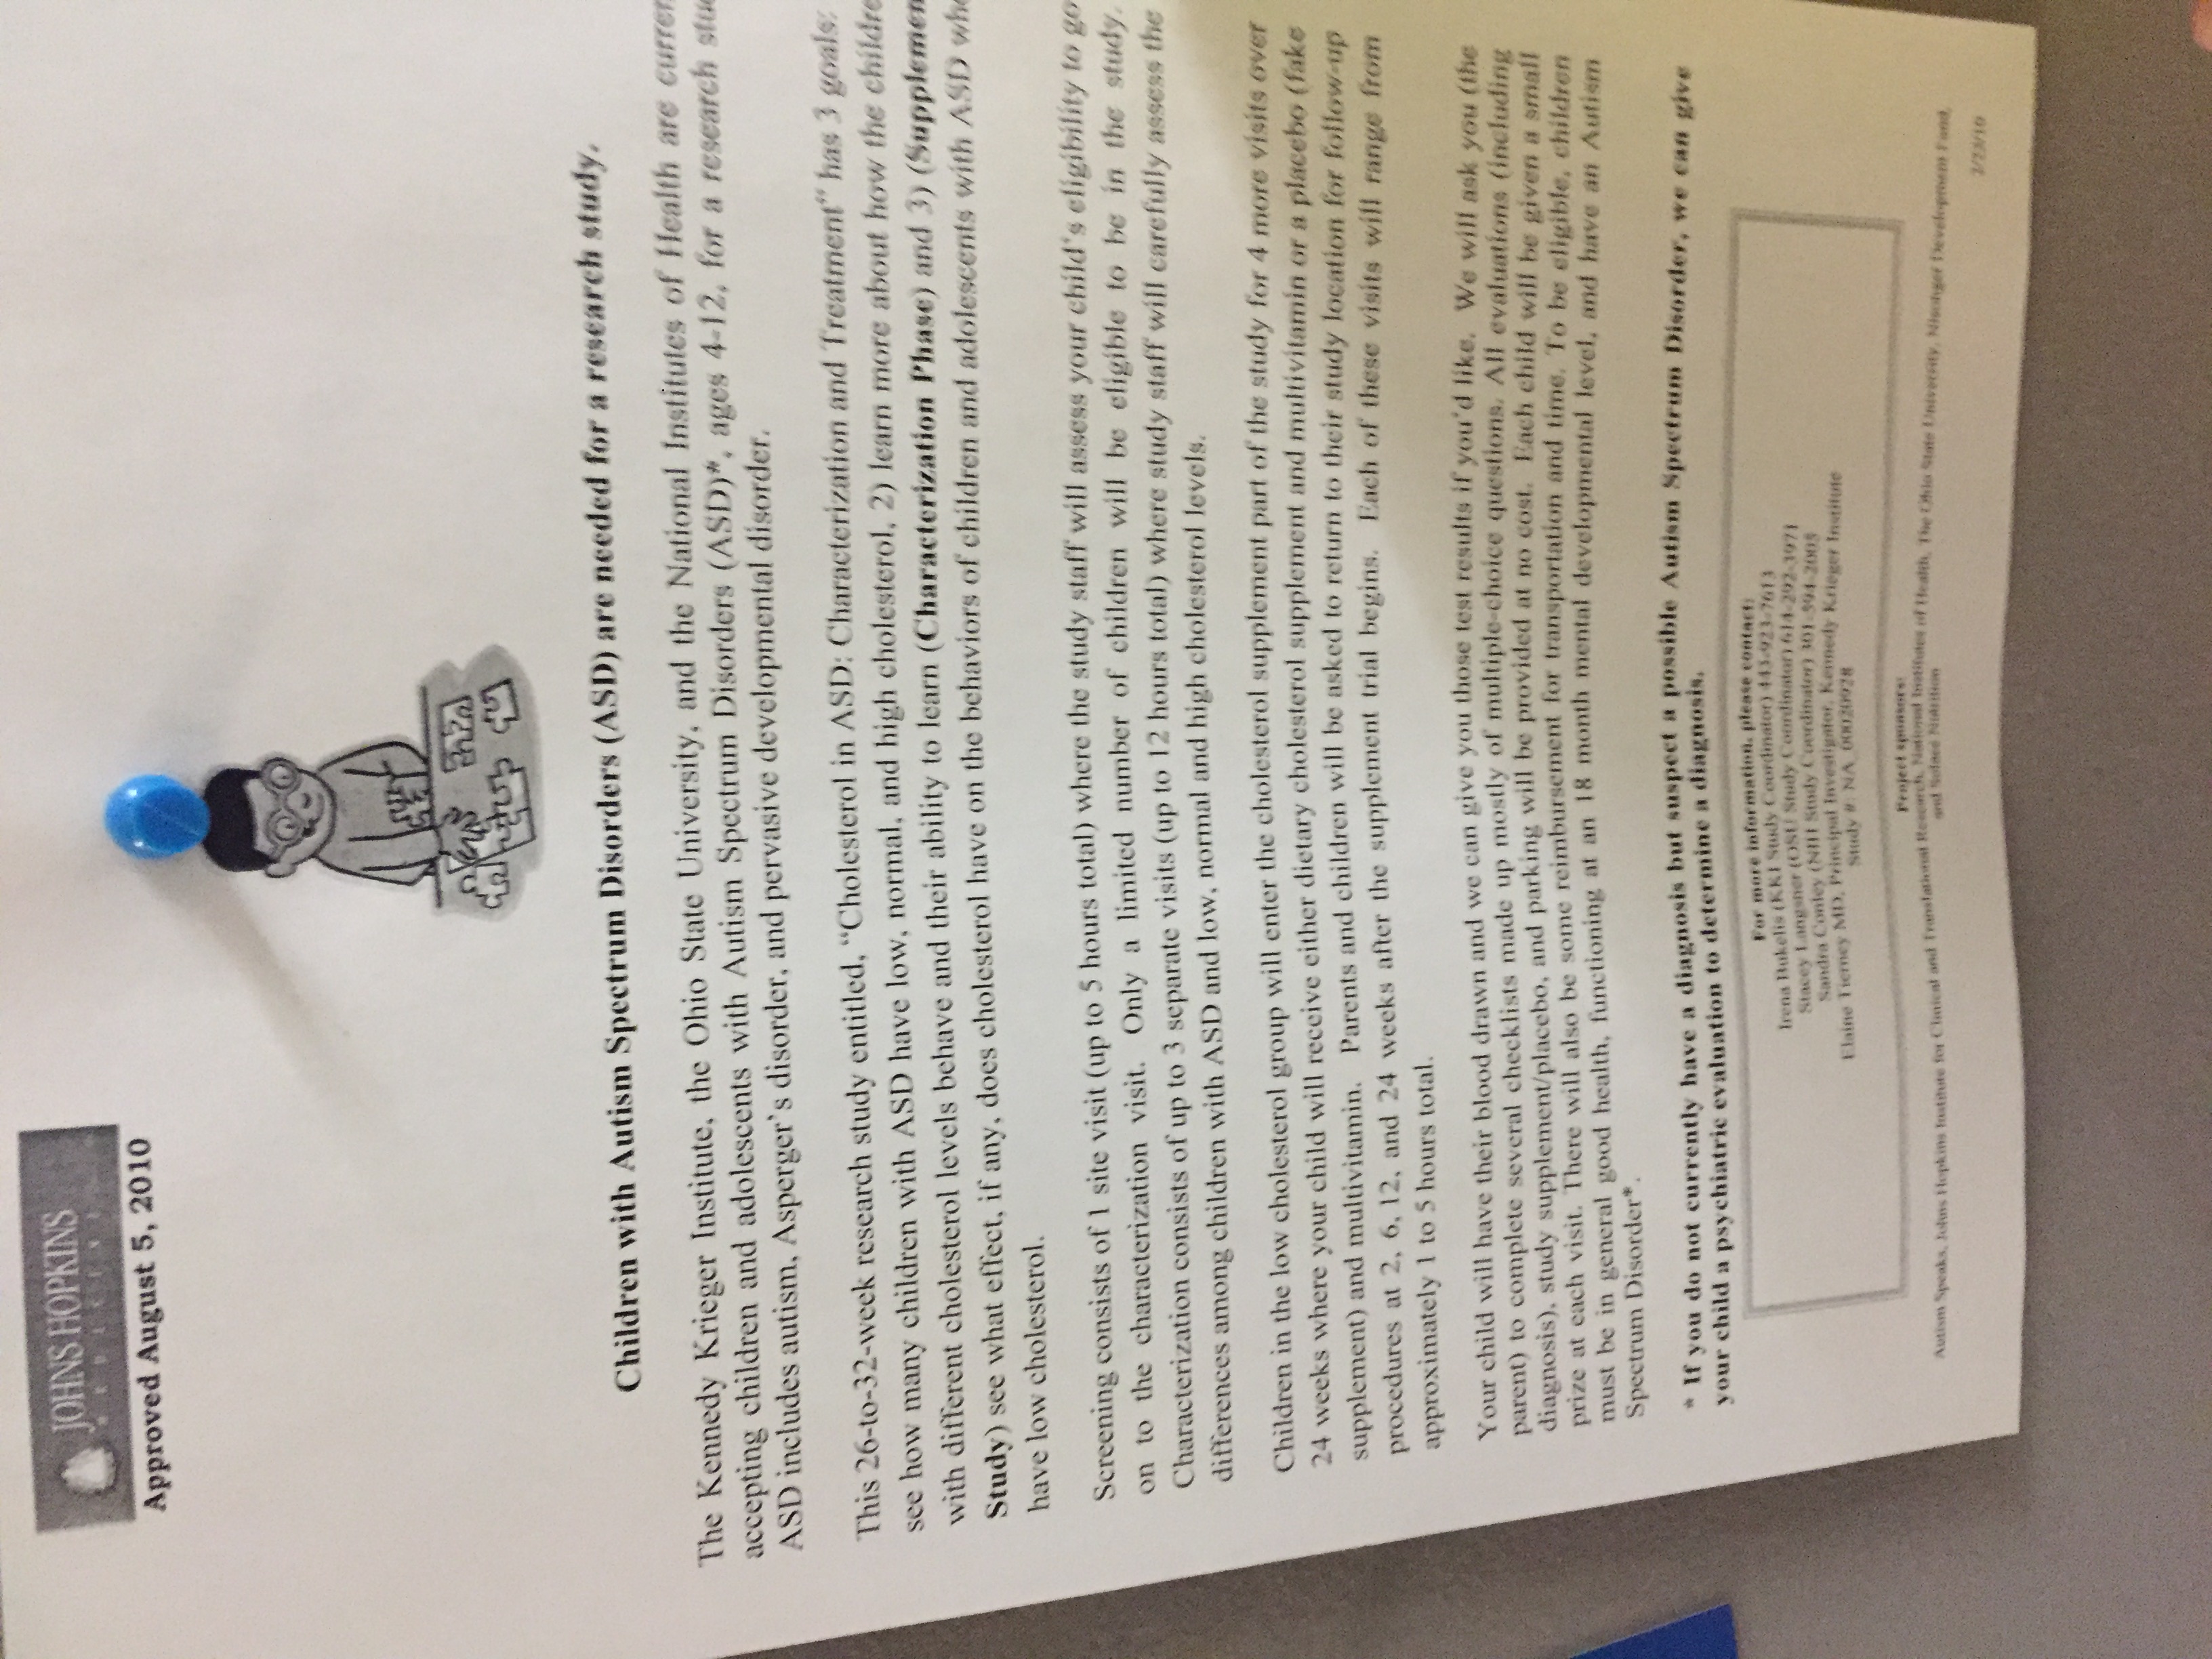 JOHNS HOPKINS
MEDICINE
Approved August 5, 2010
Children with Autism Spectrum Disorders (ASD) are needed for a research study.
The Kennedy Krieger Institute, the Ohio State University, and the National Institutes of Health are curren
accepting children and adolescents with Autism Spectrum Disorders (ASD)*, ages 4-12, for a research stu
ASD includes autism, Asperger's disorder, and pervasive developmental disorder.
This 26-to-32-week research study entitled, “Cholesterol in ASD: Characterization and Treatment” has 3 goals:
see how many children with ASD have low, normal, and high cholesterol, 2) learn more about how the childre
with different cholesterol levels behave and their ability to learn (Characterization Phase) and 3) (Supplemen
Study) see what effect, if any, does cholesterol have on the behaviors of children and adolescents with ASD who
have low cholesterol.
Screening consists of 1 site visit (up to 5 hours total) where the study staff will assess your child's eligibility to go
on to the characterization visit. Only a limited number of children will be eligible to be in the study.
Characterization consists of up to 3 separate visits (up to 12 hours total) where study staff will carefully assess the
differences among children with ASD and low, normal and high cholesterol levels.
Children in the low cholesterol group will enter the cholesterol supplement part of the study for 4 more visits over
24 weeks where your child will receive either dietary cholesterol supplement and multivitamin or a placebo (fake
supplement) and multivitamin. Parents and children will be asked to return to their study location for follow-up
procedures at 2, 6, 12, and 24 weeks after the supplement trial begins. Each of these visits will range from
approximately 1 to 5 hours total.
Your child will have their blood drawn and we can give you those test results if you'd like. We will ask you (the
parent) to complete several checklists made up mostly of multiple-choice questions. All evaluations (including
diagnosis), study supplement/placebo, and parking will be provided at no cost. Each child will be given a small
prize at each visit. There will also be some reimbursement for transportation and time. To be eligible, children
must be in general good health, functioning at an 18 month mental developmental level, and have an Autism
Spectrum Disorder*.
* If you do not currently have a diagnosis but suspect a possible Autism Spectrum Disorder, we can give
your child a psychiatric evaluation to determine a diagnosis.
For more information, please contact:
Irena Bukelis (KKI Study Coordinator) 443-923-7613
Stacey Langsner (OSU Study Coordinator) 614-292-3971
Sandra Conley (NIH Study Coordinator) 301-594-2005
Elaine Tierney MD, Principal Investigator, Kennedy Krieger Institute
Study #: NA_00020928
Project sponsors:
Autism Speaks, Johns Hopkins Institute for Clinical and Translational Research, National Institutes of Health, The Ohio State University, Nisonger Development Fund,
and Solace Nutrition